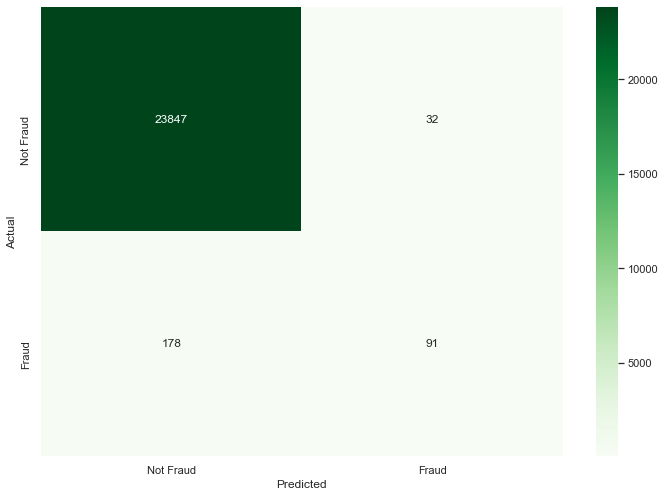 Actual
Not Fraud
Fraud
23847
32
178
91
Not Fraud
Fraud
Predicted
20000
15000
10000
5000